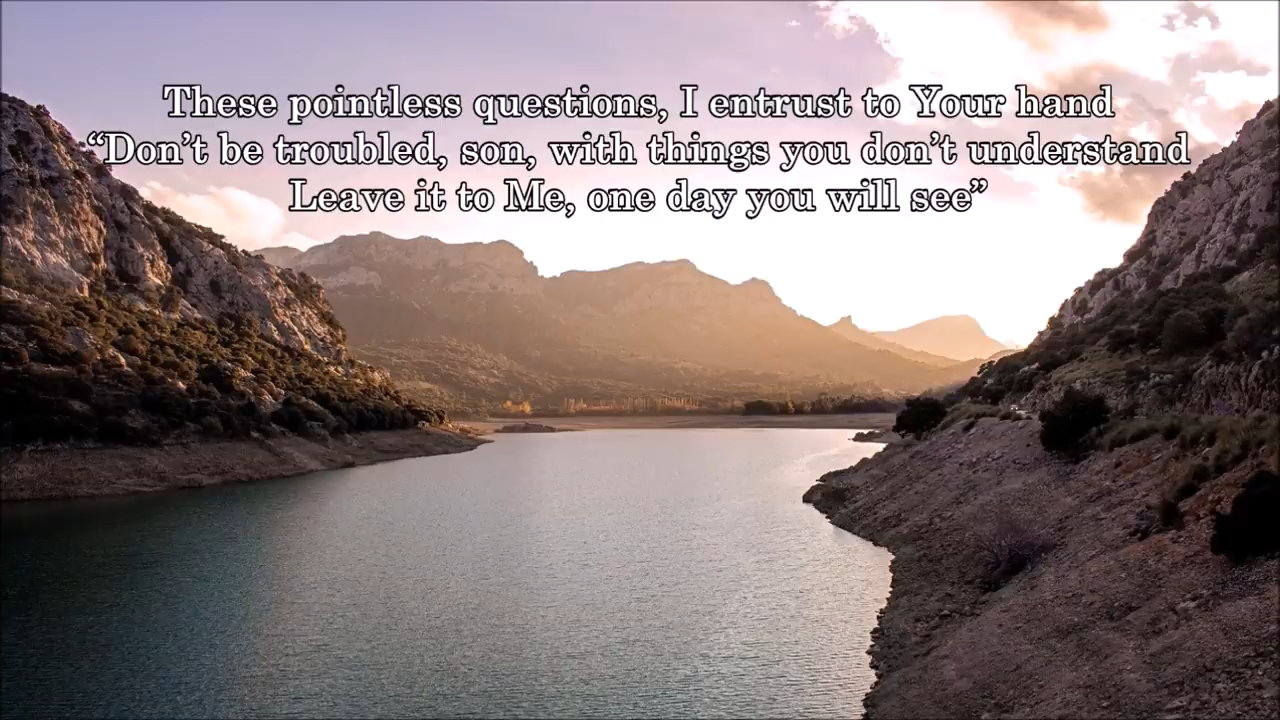 These pointless questions, I entrust to Your hand
“Don’t be troubled, son, with things you don’t understand
Leave it to Me, one day you will see”